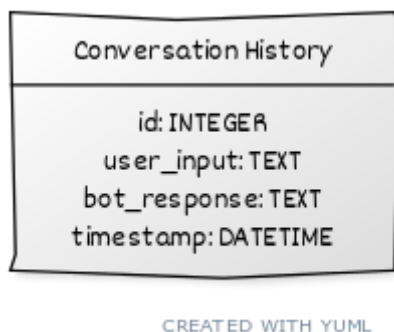 Conversation History
id: INTEGER
user_input: TEXT
bot_response: TEXT
timestamp: DATETIME
CREATED WITH YUML